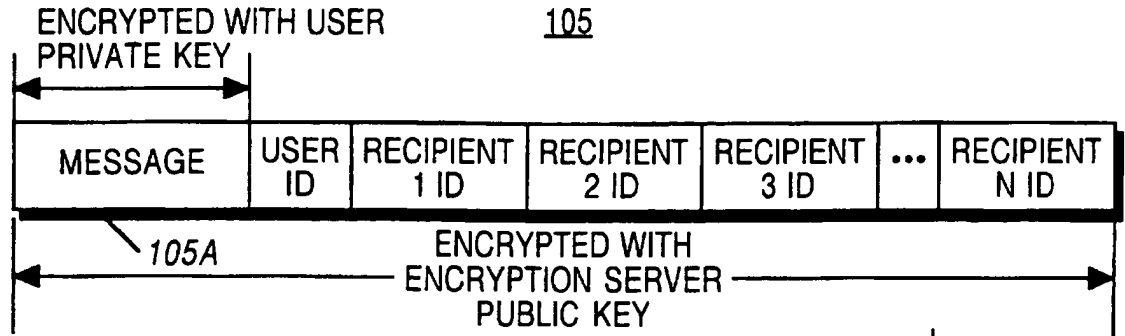 ENCRYPTED WITH USER
PRIVATE KEY
105
MESSAGE
USER
ID
RECIPIENT
1 ID
RECIPIENT
2 ID
RECIPIENT
3 ID
•••
RECIPIENT
N ID
105A
ENCRYPTED WITH
ENCRYPTION SERVER
PUBLIC KEY